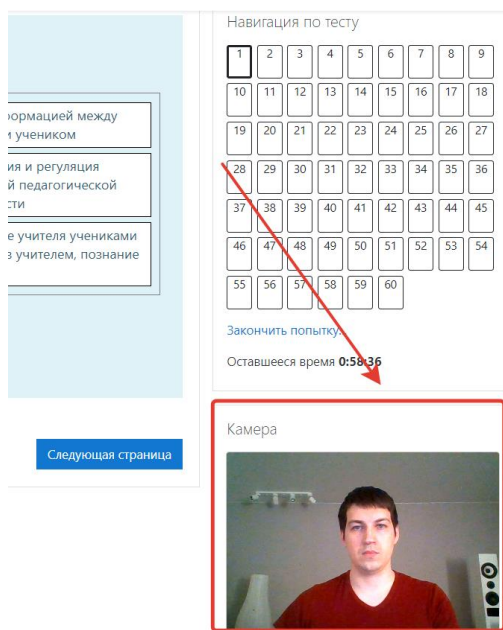 Навигация по тесту
1 2 3 4 5 6 7 8 9
10 11 12 13 14 15 16 17 18
19 20 21 22 23 24 25 26 27
28 29 30 31 32 33 34 35 36
37 38 39 40 41 42 43 44 45
46 47 48 49 50 51 52 53 54
55 56 57 58 59 60
ормацией между
и учеником
ия и регуляция
й педагогической
сти
е учителя учениками
в учителем, познание
Закончить попытку...
Оставшееся время 0:58:36
Следующая страница
Камера